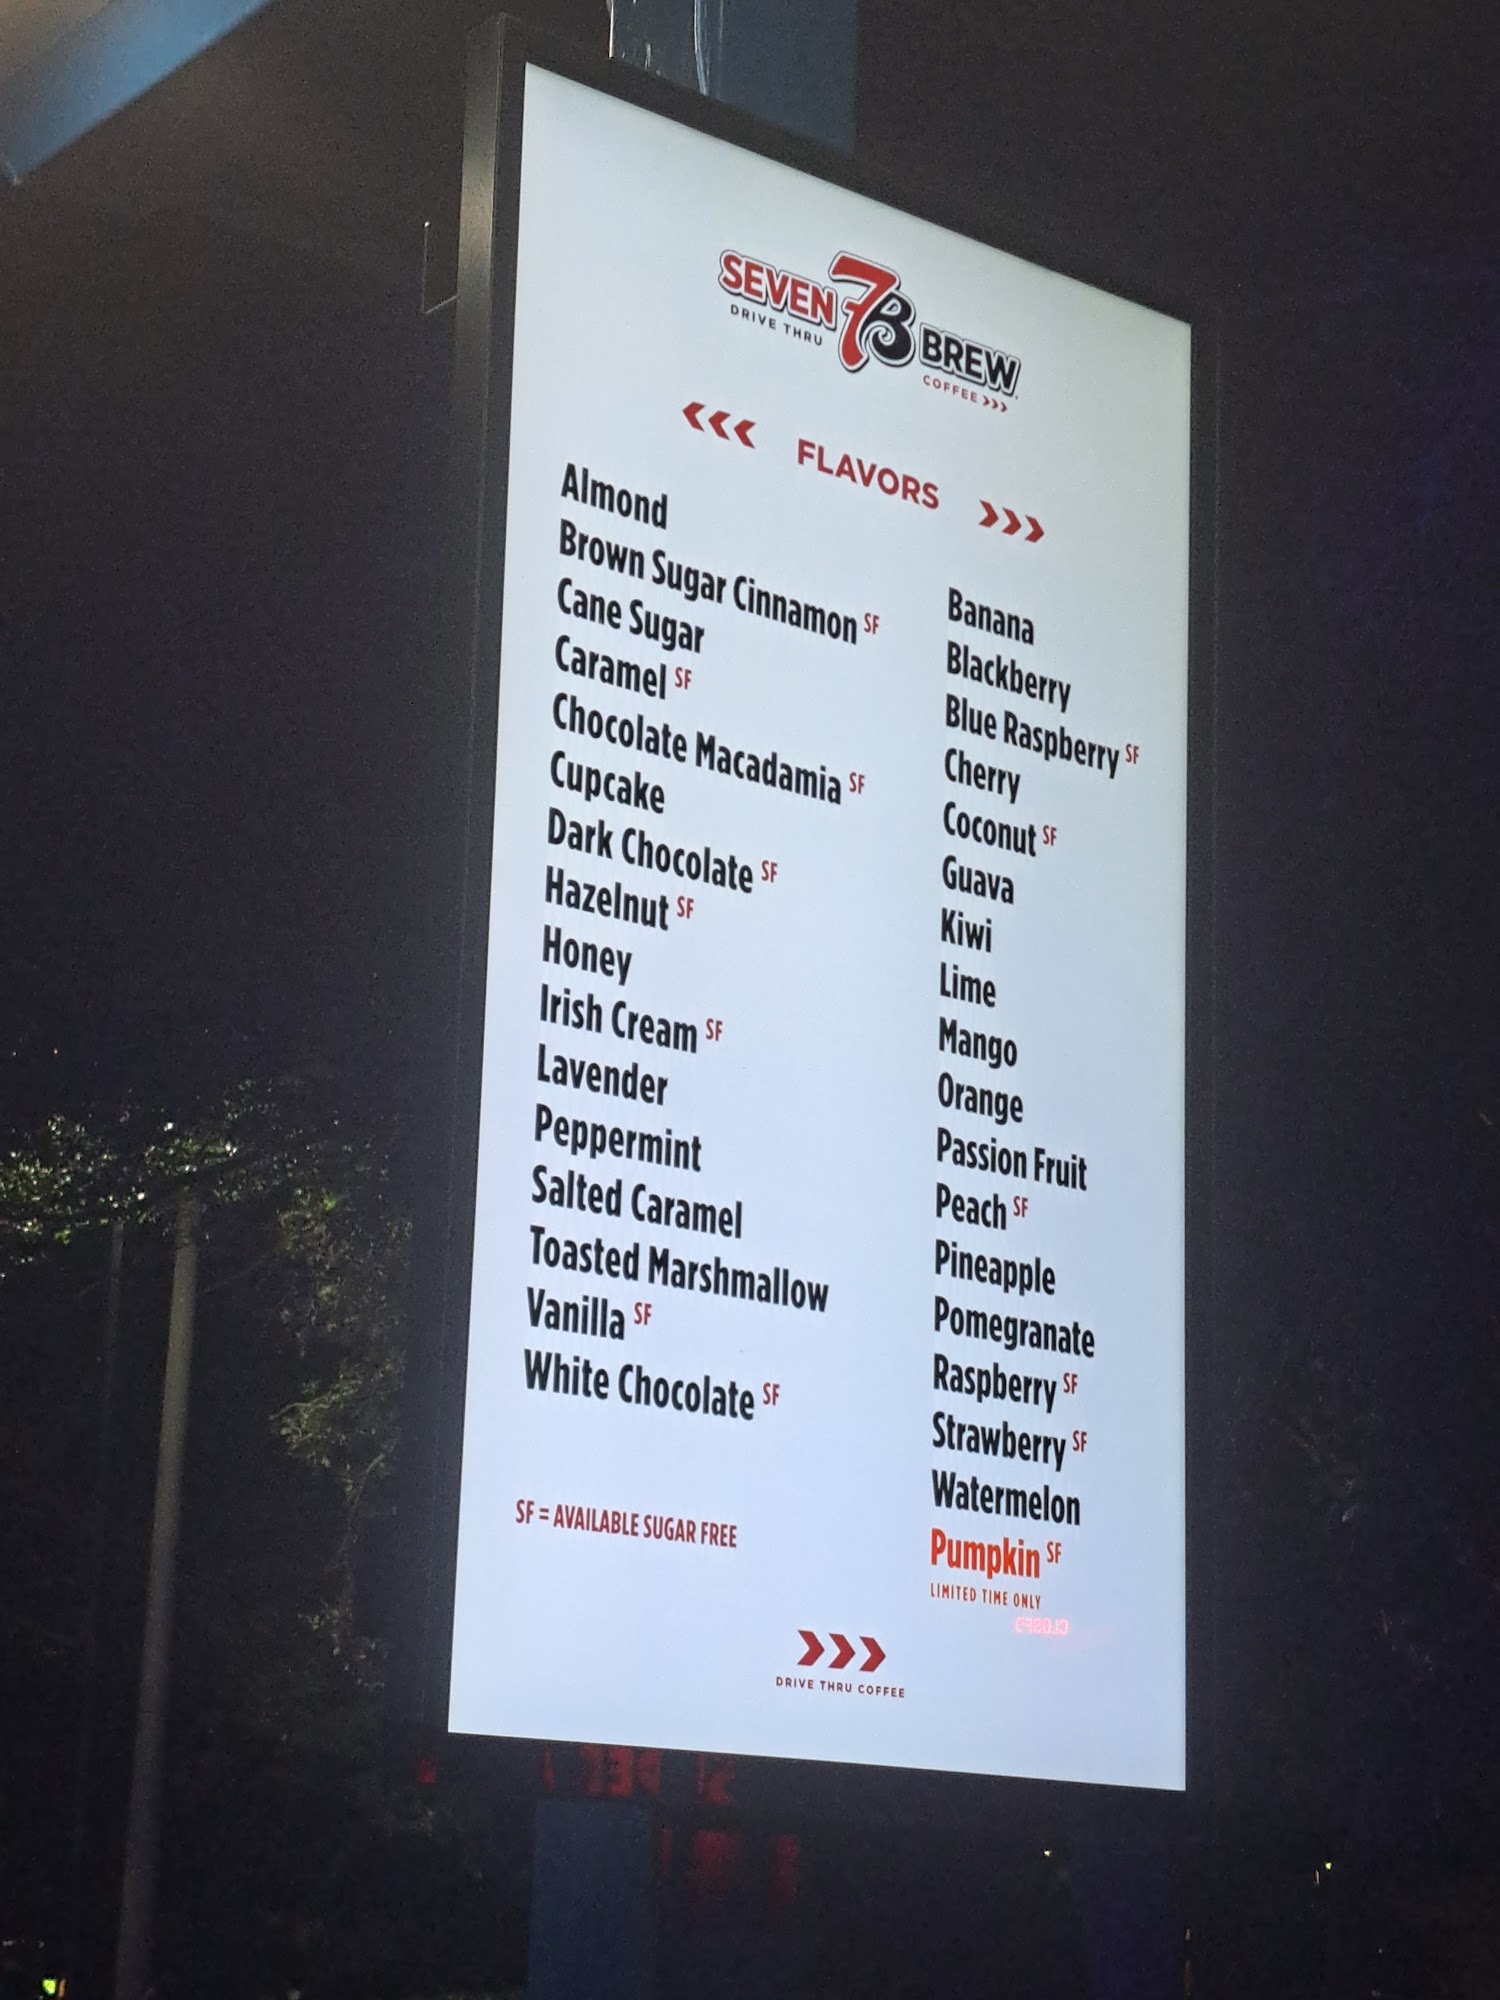 SEVEN 7B BREW
DRIVE THRU
COFFEE
FLAVORS
Almond
Brown Sugar Cinnamon SF
Cane Sugar
Caramel SF
Chocolate Macadamia SF
Cupcake
Dark Chocolate SF
Hazelnut SF
Honey
Irish Cream SF
Lavender
Peppermint
Salted Caramel
Toasted Marshmallow
Vanilla SF
White Chocolate SF
SF = AVAILABLE SUGAR FREE
Banana
Blackberry
Blue Raspberry SF
Cherry
Coconut SF
Guava
Kiwi
Lime
Mango
Orange
Passion Fruit
Peach SF
Pineapple
Pomegranate
Raspberry SF
Strawberry SF
Watermelon
Pumpkin SF
LIMITED TIME ONLY
DRIVE THRU COFFEE